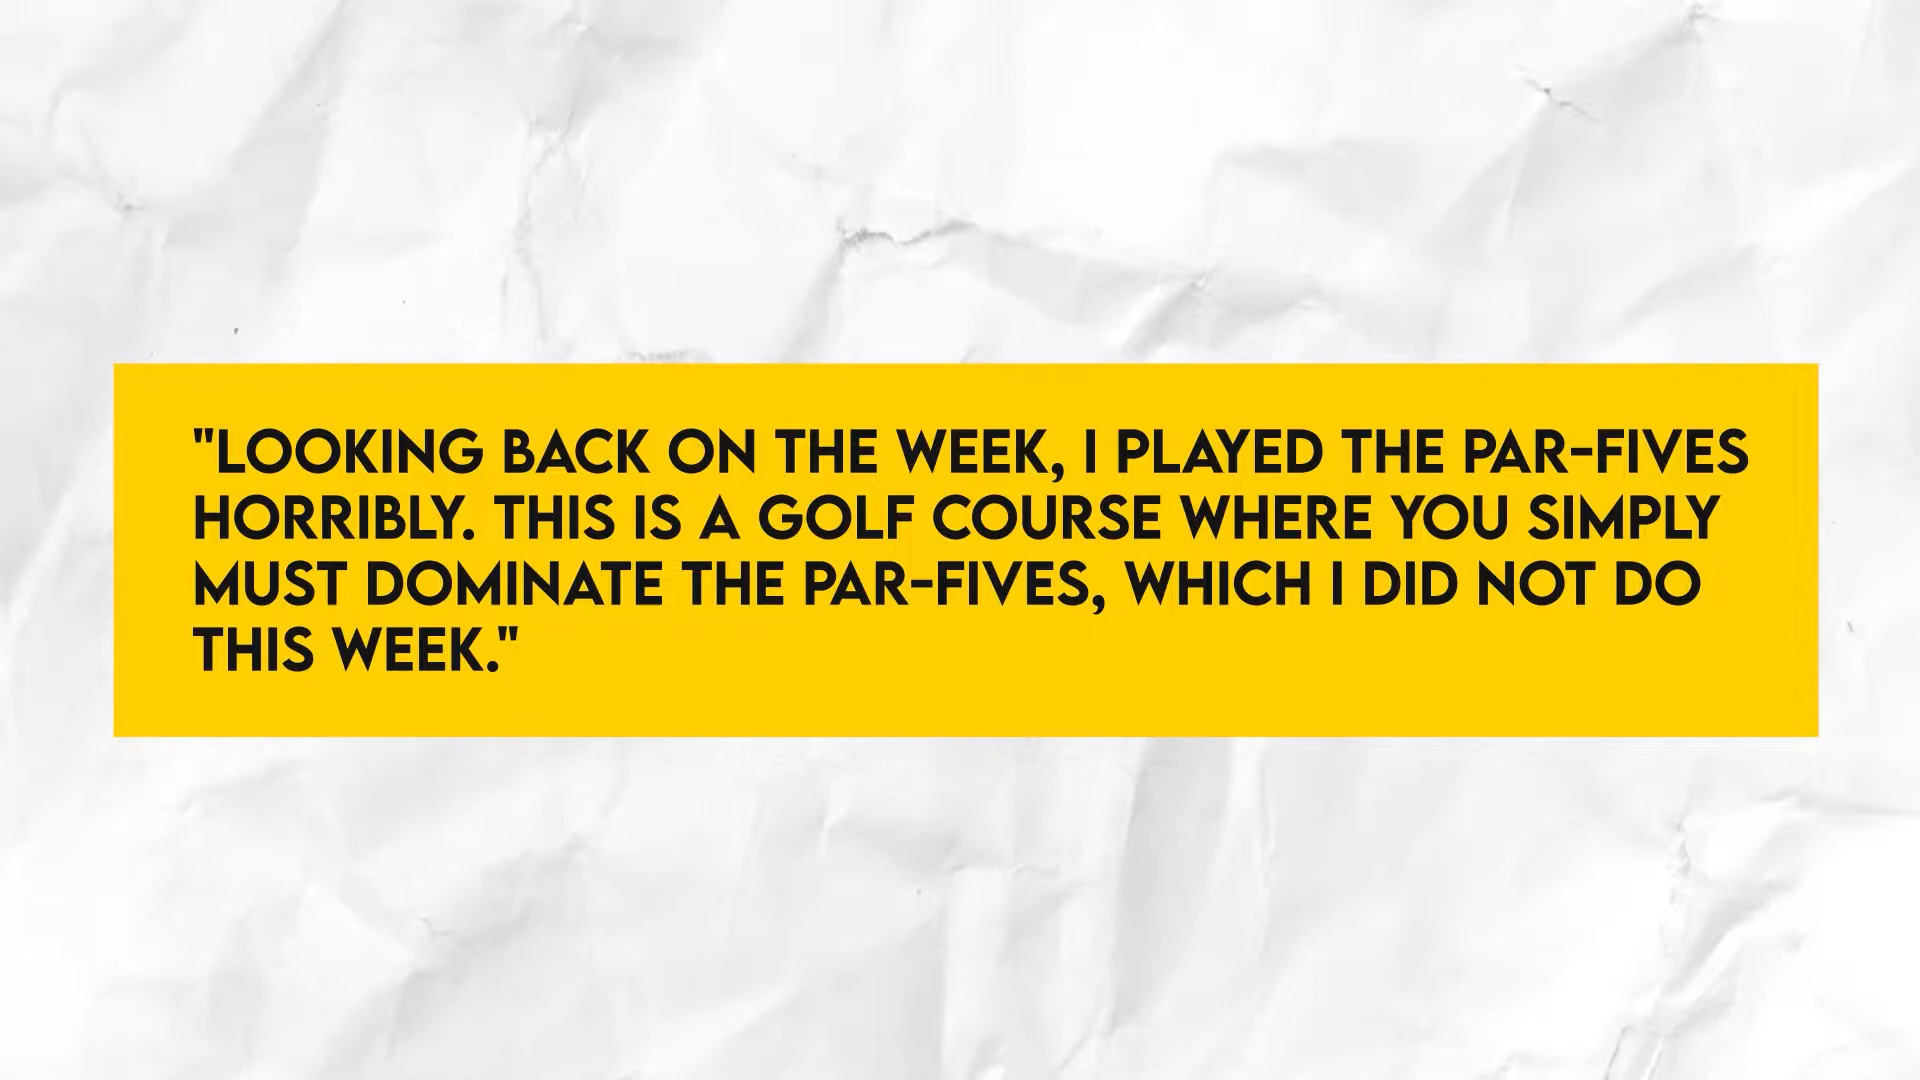 "LOOKING BACK ON THE WEEK, I PLAYED THE PAR-FIVES
HORRIBLY. THIS IS A GOLF COURSE WHERE YOU SIMPLY
MUST DOMINATE THE PAR-FIVES, WHICH I DID NOT DO
THIS WEEK."